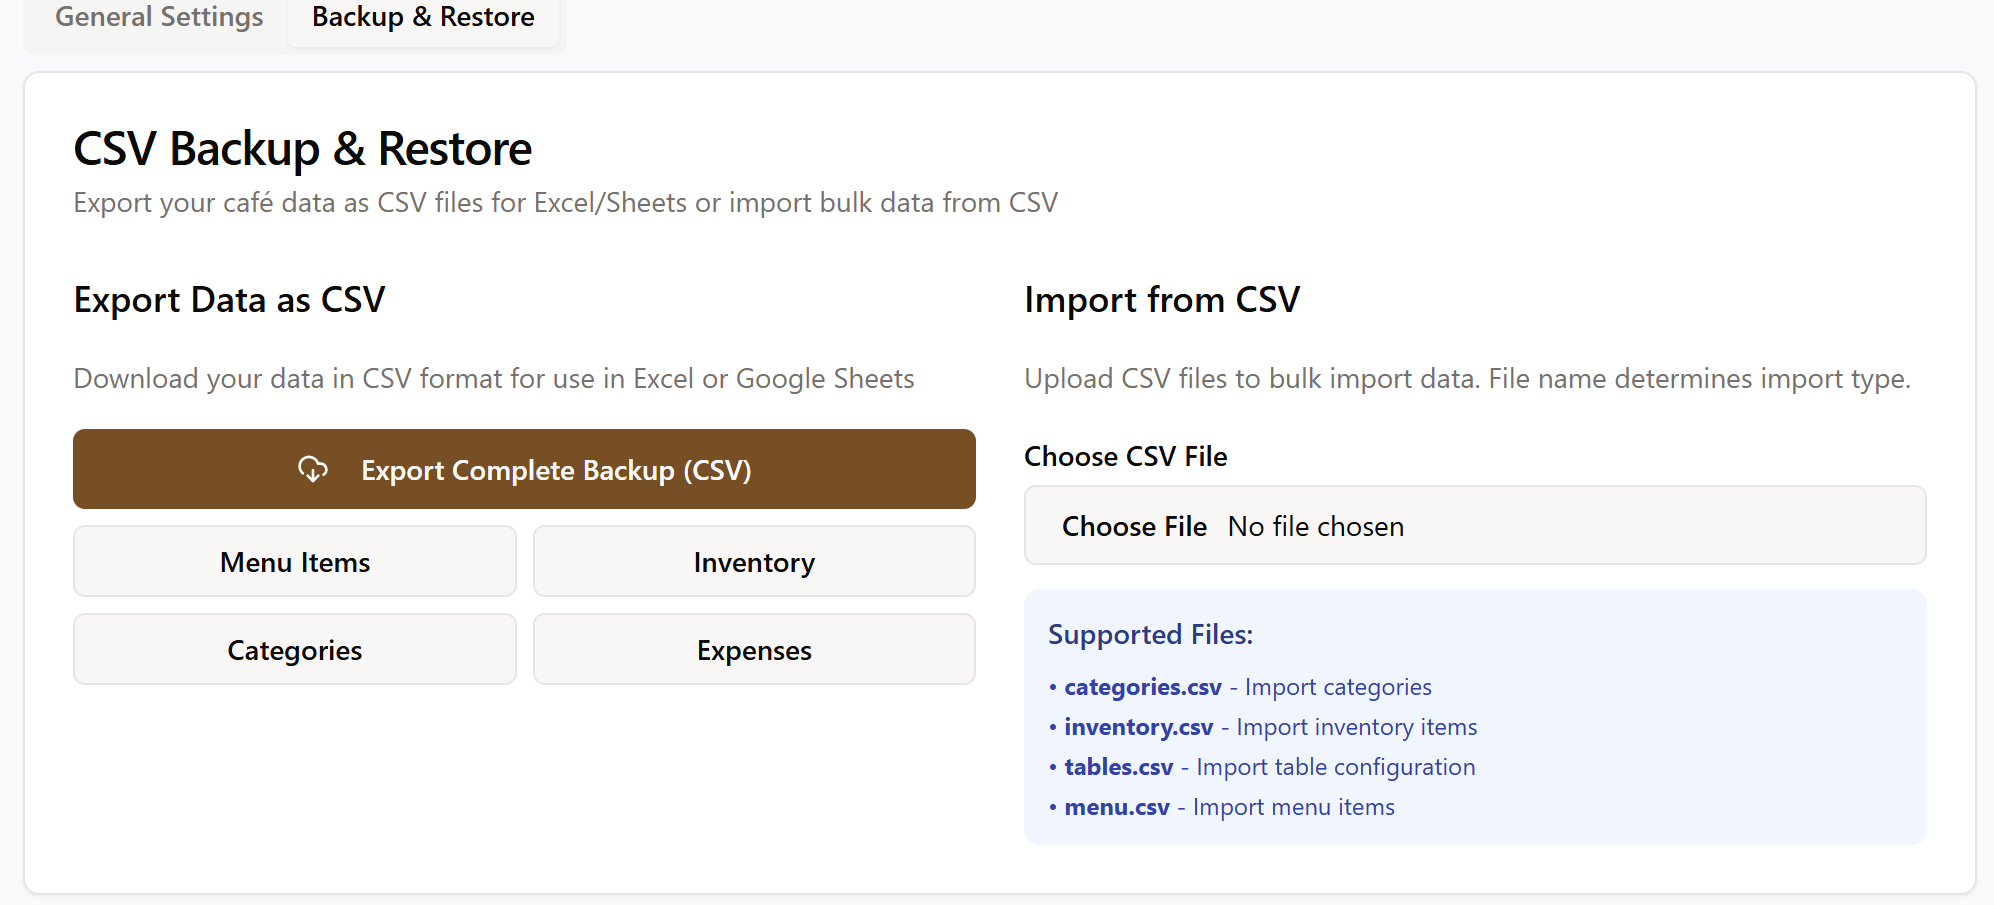 General Settings
Backup & Restore
CSV Backup & Restore
Export your café data as CSV files for Excel/Sheets or import bulk data from CSV
Export Data as CSV
Download your data in CSV format for use in Excel or Google Sheets
Export Complete Backup (CSV)
Menu Items
Inventory
Categories
Expenses
Import from CSV
Upload CSV files to bulk import data. File name determines import type.
Choose CSV File
Choose File No file chosen
Supported Files:
• categories.csv - Import categories
• inventory.csv - Import inventory items
• tables.csv - Import table configuration
• menu.csv - Import menu items